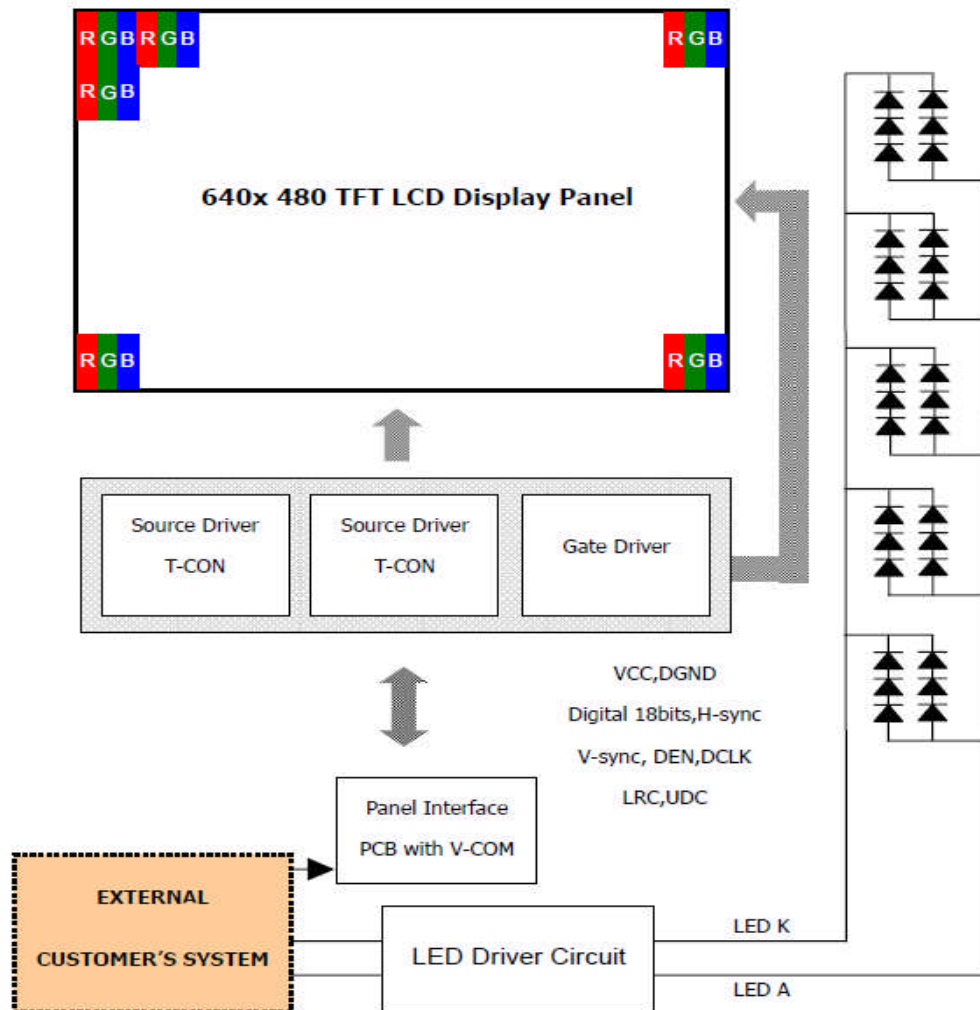 RGBRGB
RGB
RGB
640x 480 TFT LCD Display Panel
RGB
RGB
Source Driver
T-CON
Source Driver
T-CON
Gate Driver
VCC,DGND
Digital 18bits,H-sync
V-sync, DEN,DCLK
LRC,UDC
Panel Interface
PCB with V-COM
EXTERNAL
CUSTOMER'S SYSTEM
LED Driver Circuit
LED K
LED A